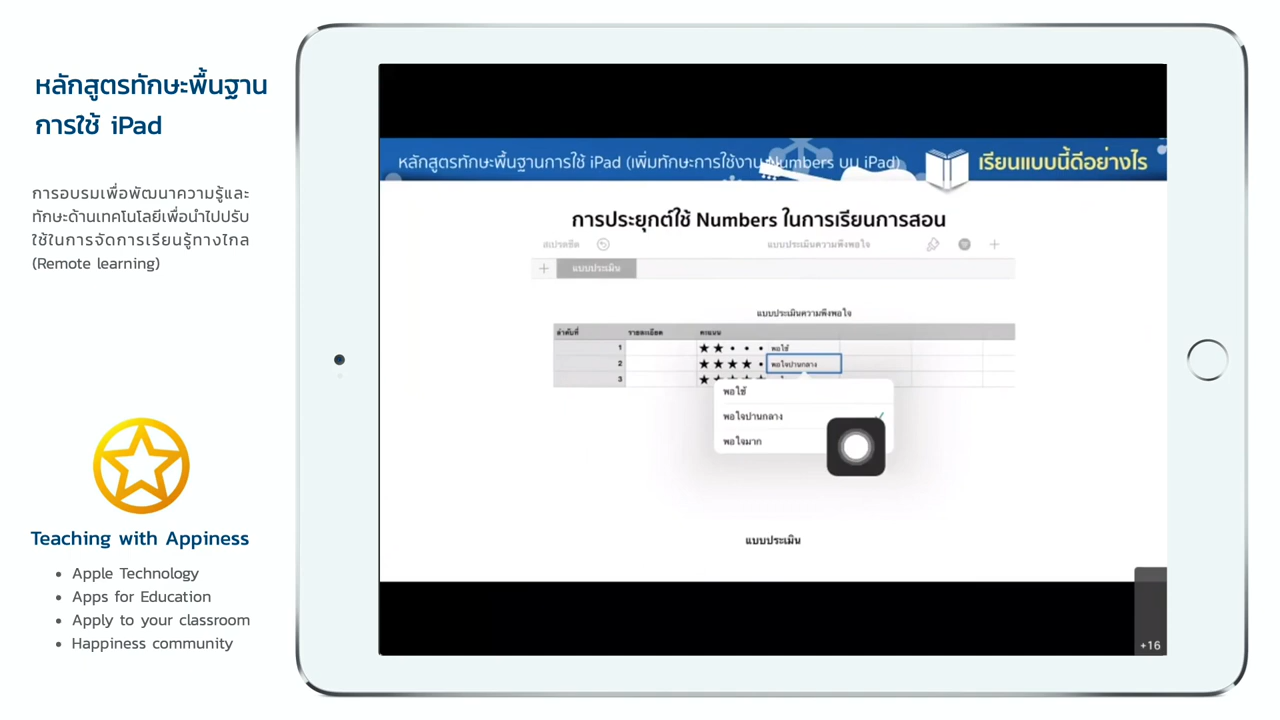 หลักสูตรทักษะพื้นฐาน
การใช้ iPad
การอบรมเพื่อพัฒนาความรู้และ
ทักษะด้านเทคโนโลยีเพื่อนำไปปรับ
ใช้ในการจัดการเรียนรู้ทางไกล
(Remote learning)
Teaching with Appiness
Apple Technology
Apps for Education
Apply to your classroom
Happiness community
หลักสูตรทักษะพื้นฐานการใช้ iPad (เพิ่มทักษะการใช้งาน Numbers บน iPad)
เรียนแบบนี้ดีอย่างไร
การประยุกต์ใช้ Numbers ในการเรียนการสอน
สเปรดชีต แบบประเมินความพึงพอใจ
แบบประเมิน
แบบประเมินความพึงพอใจ
ลำดับที่ รายละเอียด คะแนน
1 ★★••• พอใช้
2 ★★★★• พอใจปานกลาง
3
พอใช้
พอใจปานกลาง
พอใจมาก
แบบประเมิน
+16